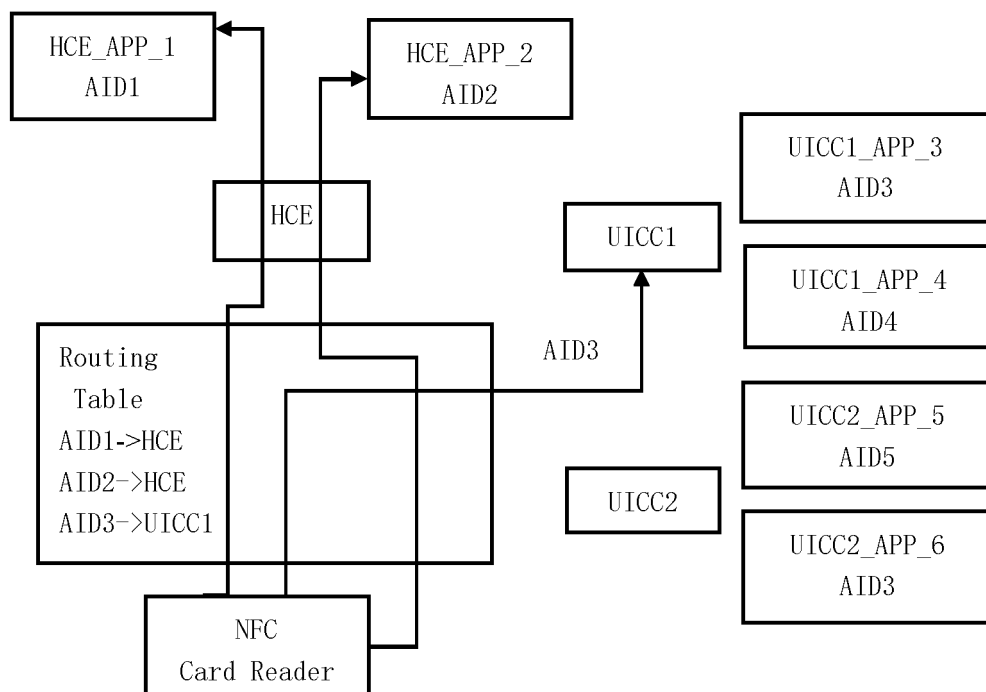 HCE_APP_1
AID1
HCE_APP_2
AID2
HCE
UICC1
UICC1_APP_3
AID3
UICC1_APP_4
AID4
AID3
Routing
Table
AID1->HCE
AID2->HCE
AID3->UICC1
UICC2
UICC2_APP_5
AID5
UICC2_APP_6
AID3
NFC
Card Reader